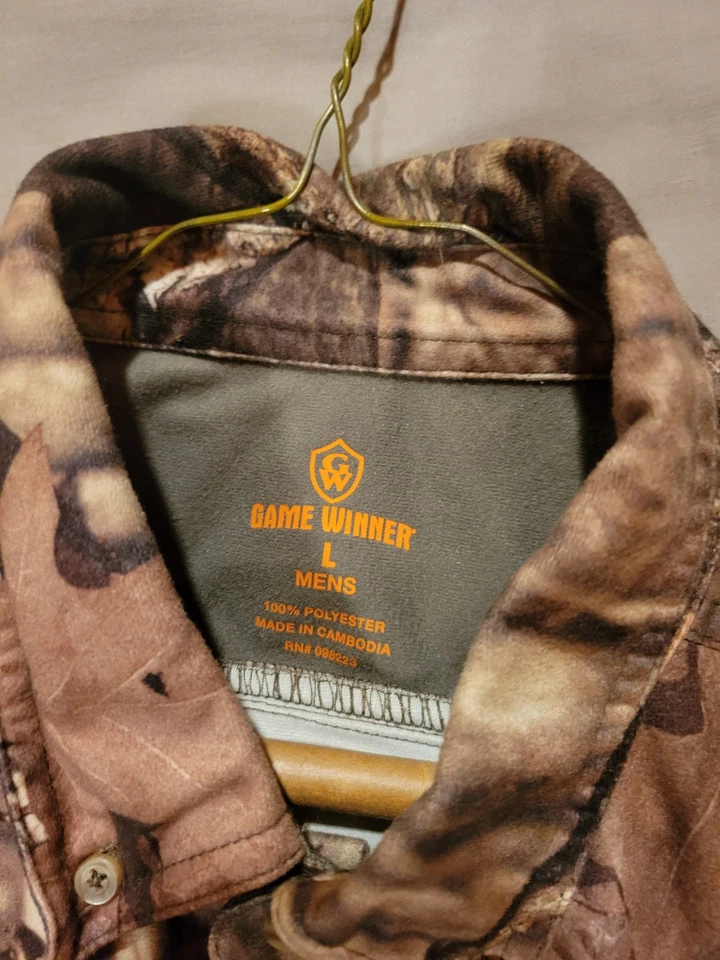 GW
GAME WINNER
L
MENS
100% POLYESTER
MADE IN CAMBODIA
RN# 098223